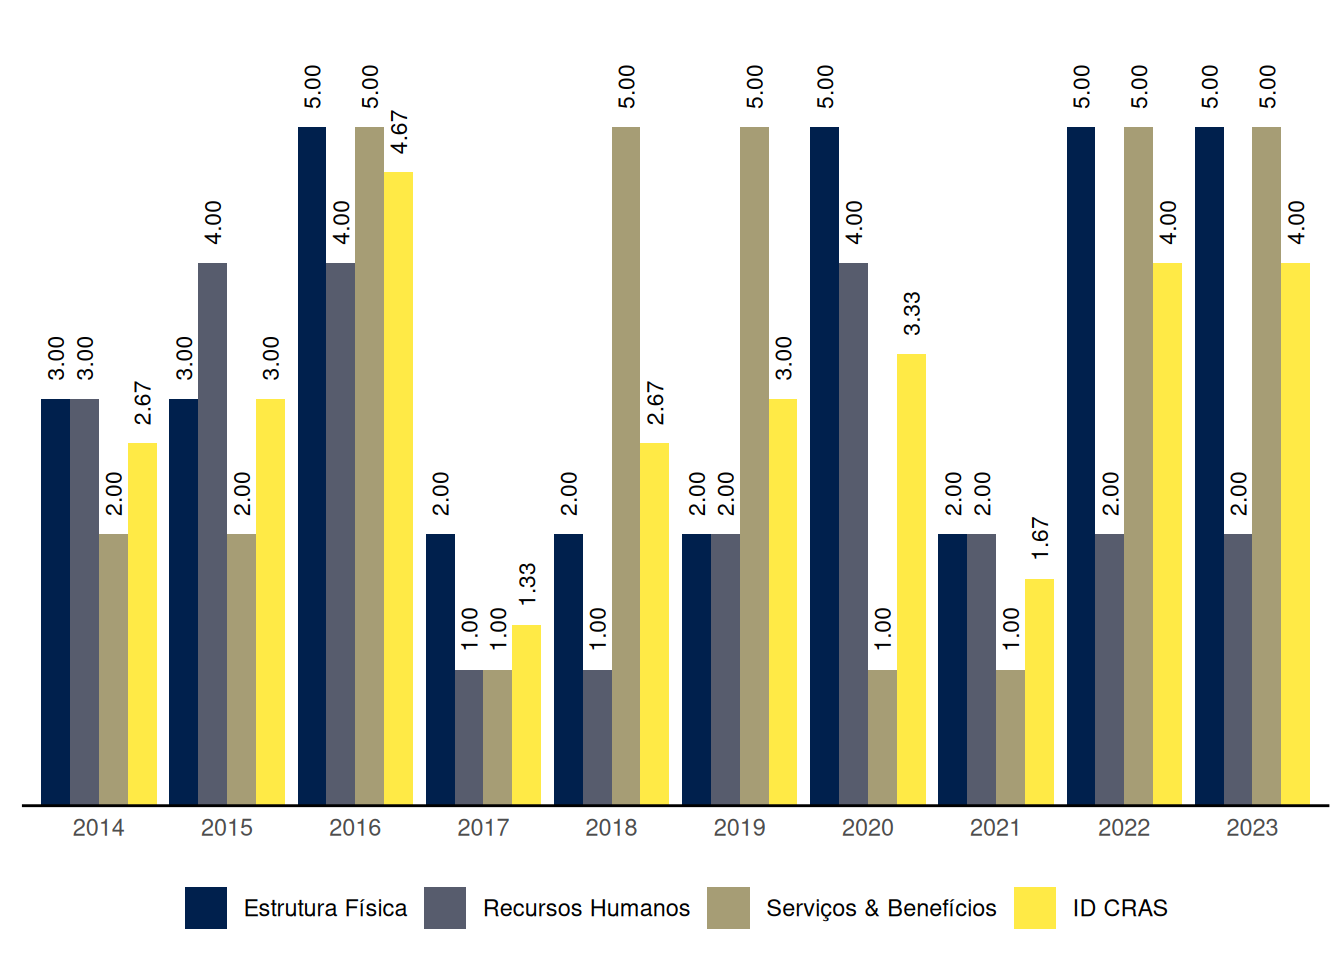 5.00 5.00 5.00 5.00 5.00 5.00 5.00 5.00 5.00
4.67
4.00 4.00 4.00 4.00 4.00
3.33
3.00 3.00 3.00 3.00 3.00
2.67 2.67
2.00 2.00 2.00 2.00 2.00 2.00 2.00 2.00 2.00 2.00
1.67
1.33
1.00 1.00 1.00 1.00 1.00
2014 2015 2016 2017 2018 2019 2020 2021 2022 2023
Estrutura Física Recursos Humanos Serviços & Benefícios ID CRAS